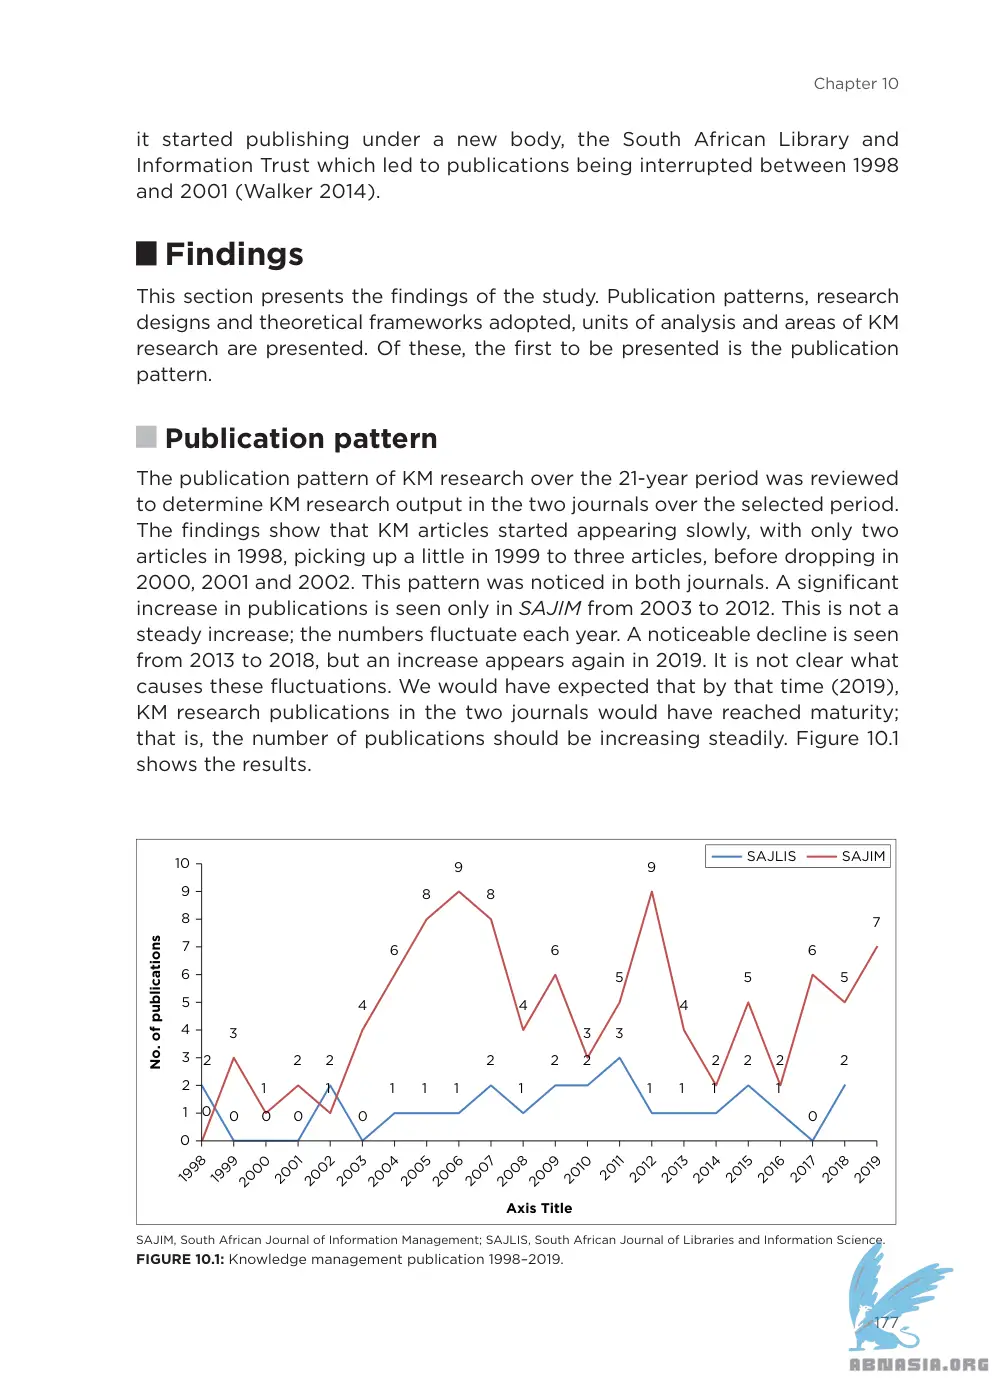 Chapter 10
it started publishing under a new body, the South African Library and
Information Trust which led to publications being interrupted between 1998
and 2001 (Walker 2014).
Findings
This section presents the findings of the study. Publication patterns, research
designs and theoretical frameworks adopted, units of analysis and areas of KM
research are presented. Of these, the first to be presented is the publication
pattern.
Publication pattern
The publication pattern of KM research over the 21-year period was reviewed
to determine KM research output in the two journals over the selected period.
The findings show that KM articles started appearing slowly, with only two
articles in 1998, picking up a little in 1999 to three articles, before dropping in
2000, 2001 and 2002. This pattern was noticed in both journals. A significant
increase in publications is seen only in SAJIM from 2003 to 2012. This is not a
steady increase; the numbers fluctuate each year. A noticeable decline is seen
from 2013 to 2018, but an increase appears again in 2019. It is not clear what
causes these fluctuations. We would have expected that by that time (2019),
KM research publications in the two journals would have reached maturity;
that is, the number of publications should be increasing steadily. Figure 10.1
shows the results.
SAJLIS SAJIM
No. of publications
10
9
8
7
6
5
4
3
2
1
0
2 0 0 0 2 0 1 1 1 2 1 2 2 3 1 1 1 2 1 0 2
0 3 1 2 1 4 6 8 9 8 4 6 3 5 9 4 2 5 2 6 5 7
1998 1999 2000 2001 2002 2003 2004 2005 2006 2007 2008 2009 2010 2011 2012 2013 2014 2015 2016 2017 2018 2019
Axis Title
SAJIM, South African Journal of Information Management; SAJLIS, South African Journal of Libraries and Information Science.
FIGURE 10.1: Knowledge management publication 1998–2019.
177
ABNASIA.ORG